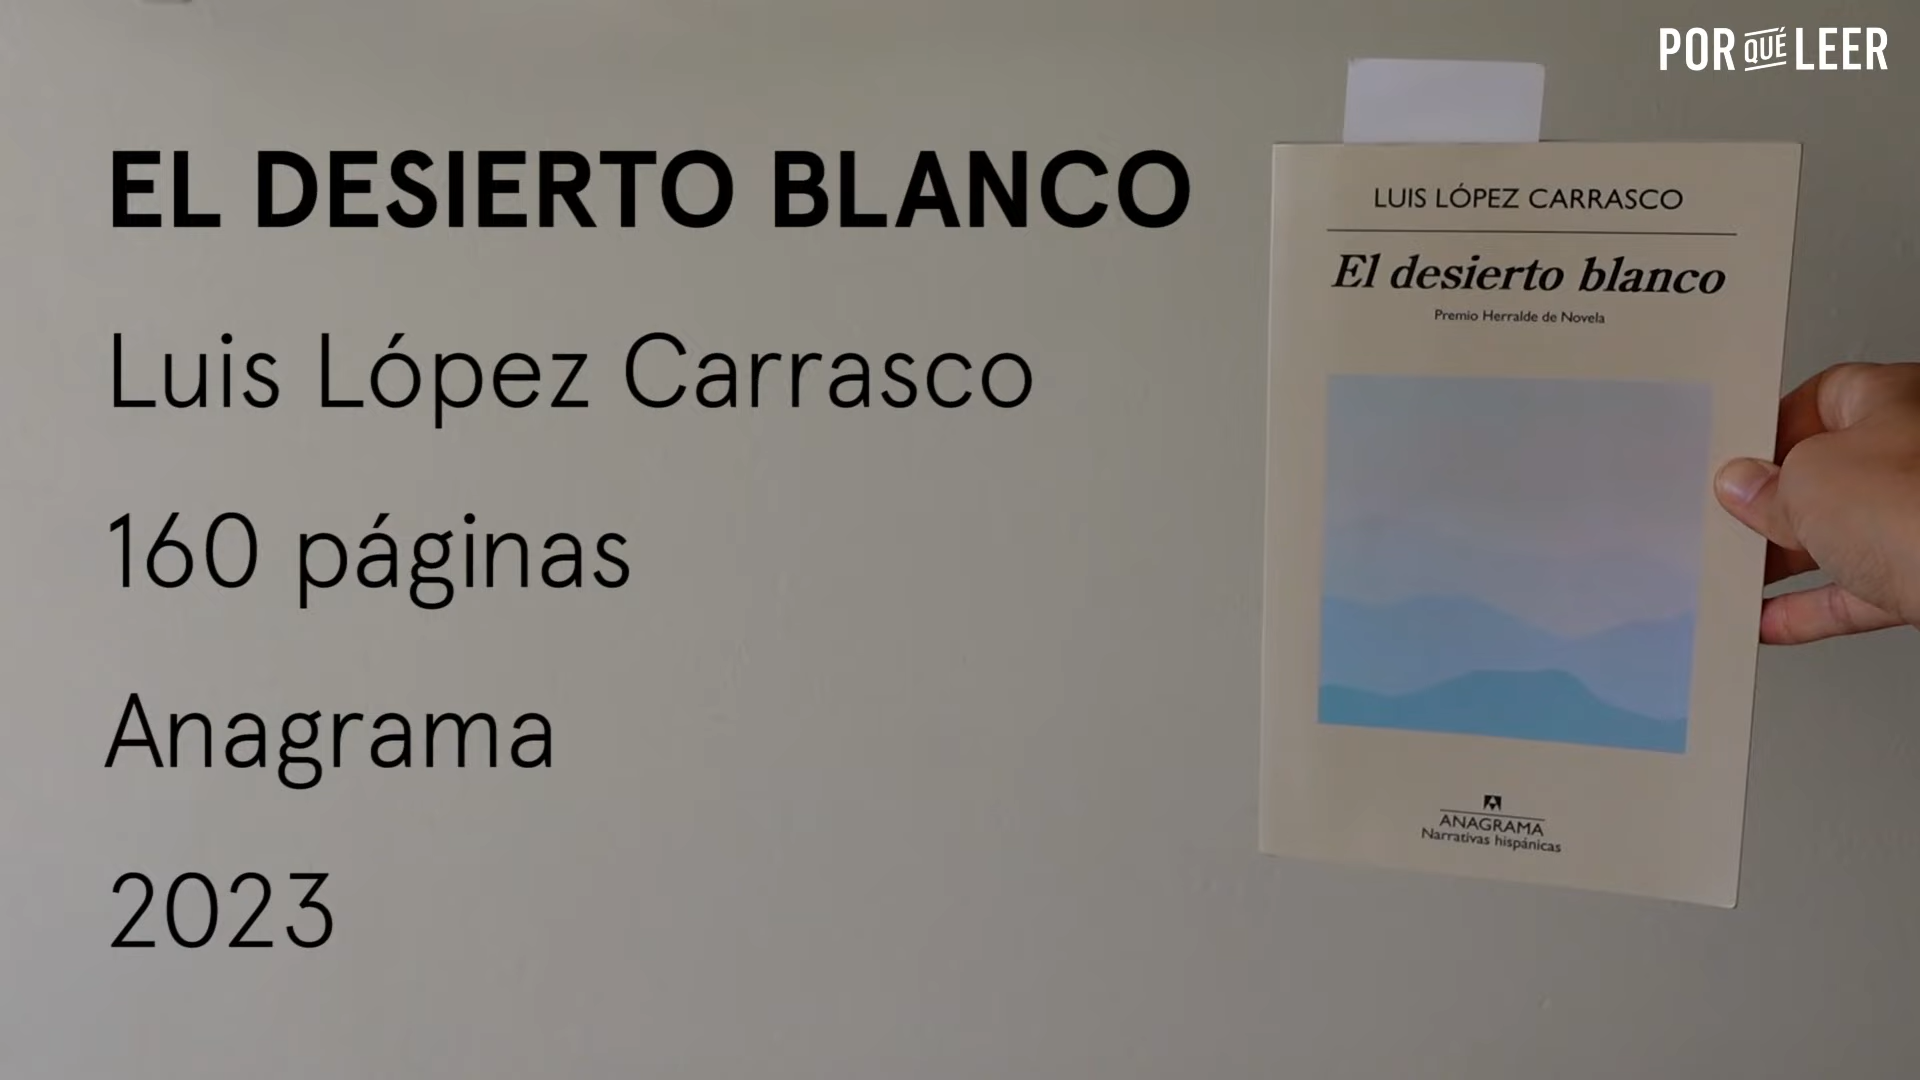 POR QUÉ LEER
EL DESIERTO BLANCO
Luis López Carrasco
160 páginas
Anagrama
2023
LUIS LÓPEZ CARRASCO
El desierto blanco
Premio Herralde de Novela
ANAGRAMA
Narrativas hispánicas